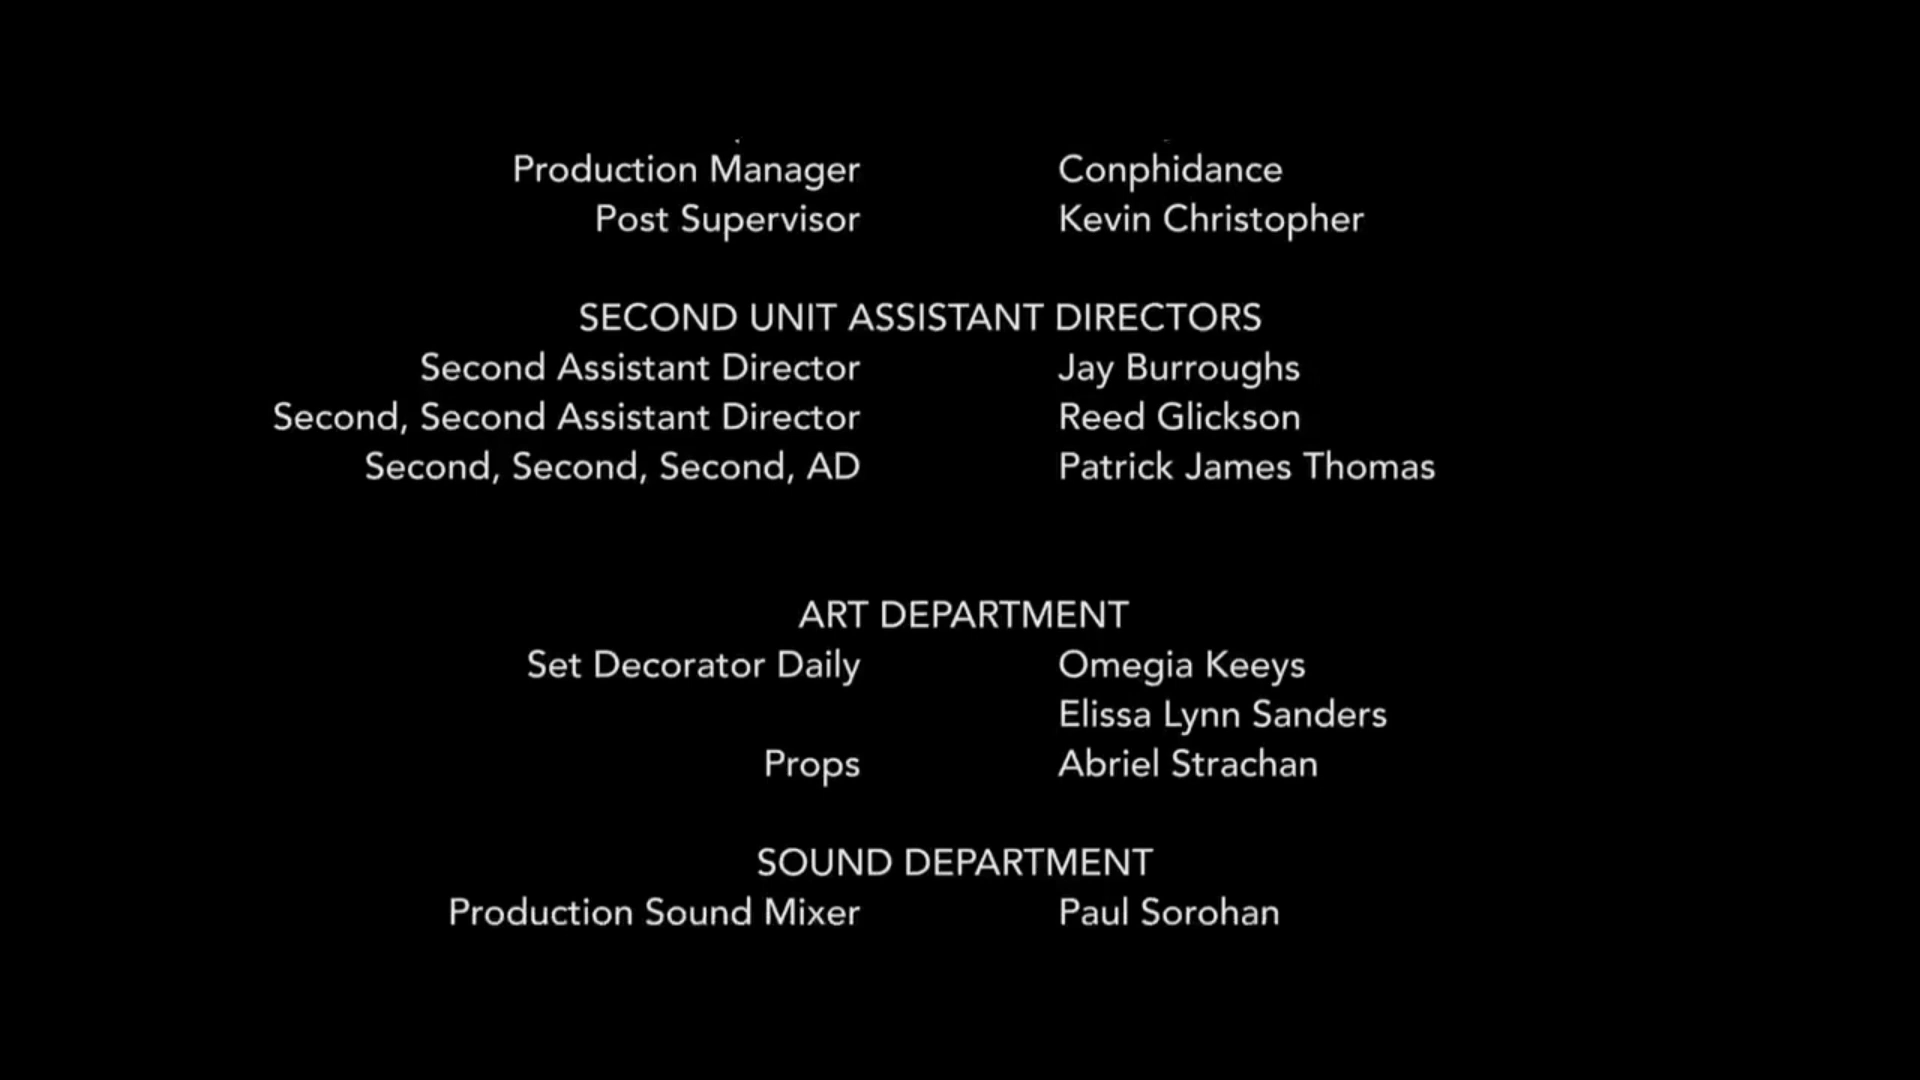 Production Manager Conphidance
Post Supervisor Kevin Christopher
SECOND UNIT ASSISTANT DIRECTORS
Second Assistant Director Jay Burroughs
Second, Second Assistant Director Reed Glickson
Second, Second, Second, AD Patrick James Thomas
ART DEPARTMENT
Set Decorator Daily Omegia Keeys
Elissa Lynn Sanders
Props Abriel Strachan
SOUND DEPARTMENT
Production Sound Mixer Paul Sorohan